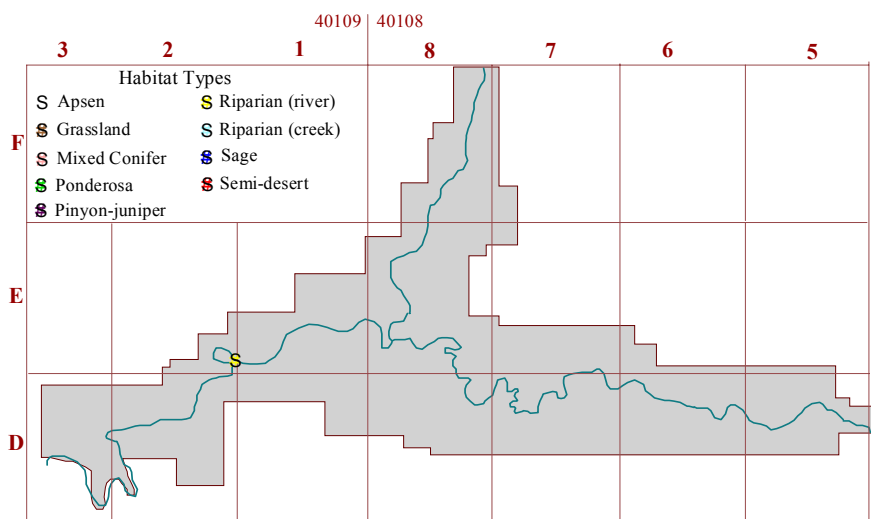 40109 40108
3 2 1 8 7 6 5
Habitat Types
S Apsen S Riparian (river)
S Grassland S Riparian (creek)
F
S Mixed Conifer S Sage
S Ponderosa S Semi-desert
S Pinyon-juniper
E
S
D